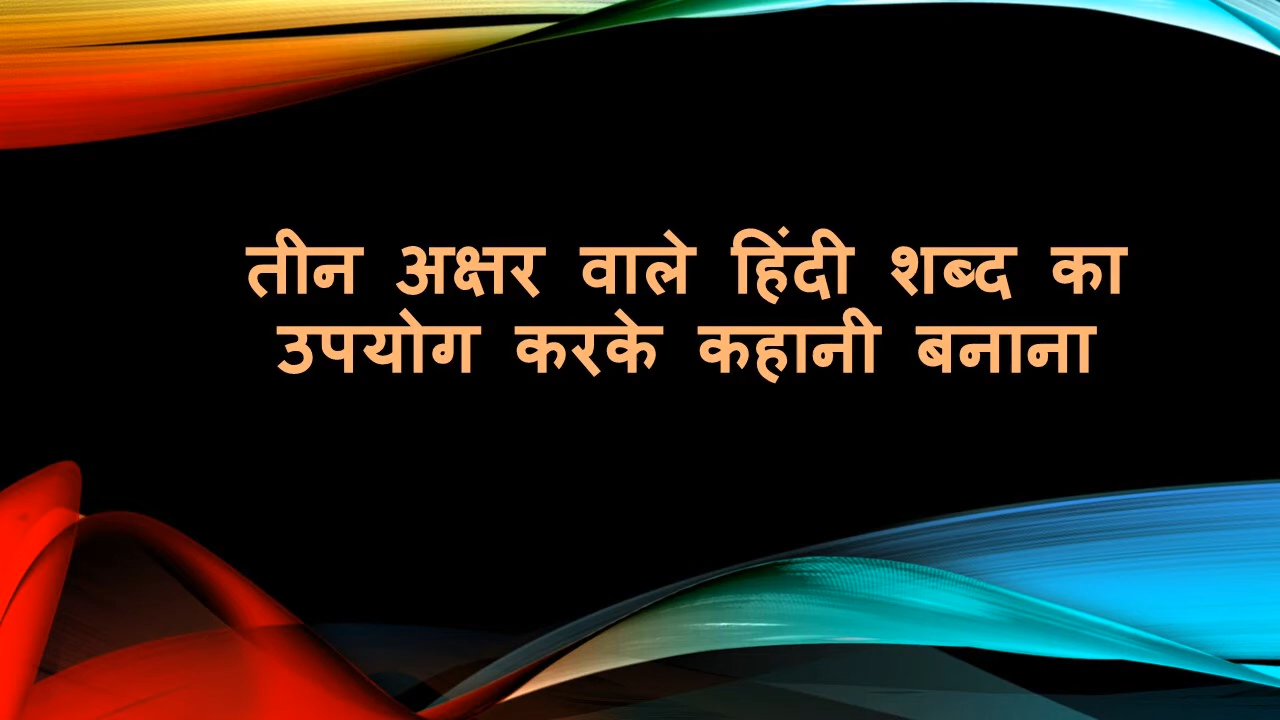 तीन अक्षर वाले हिंदी शब्द का
उपयोग करके कहानी बनाना